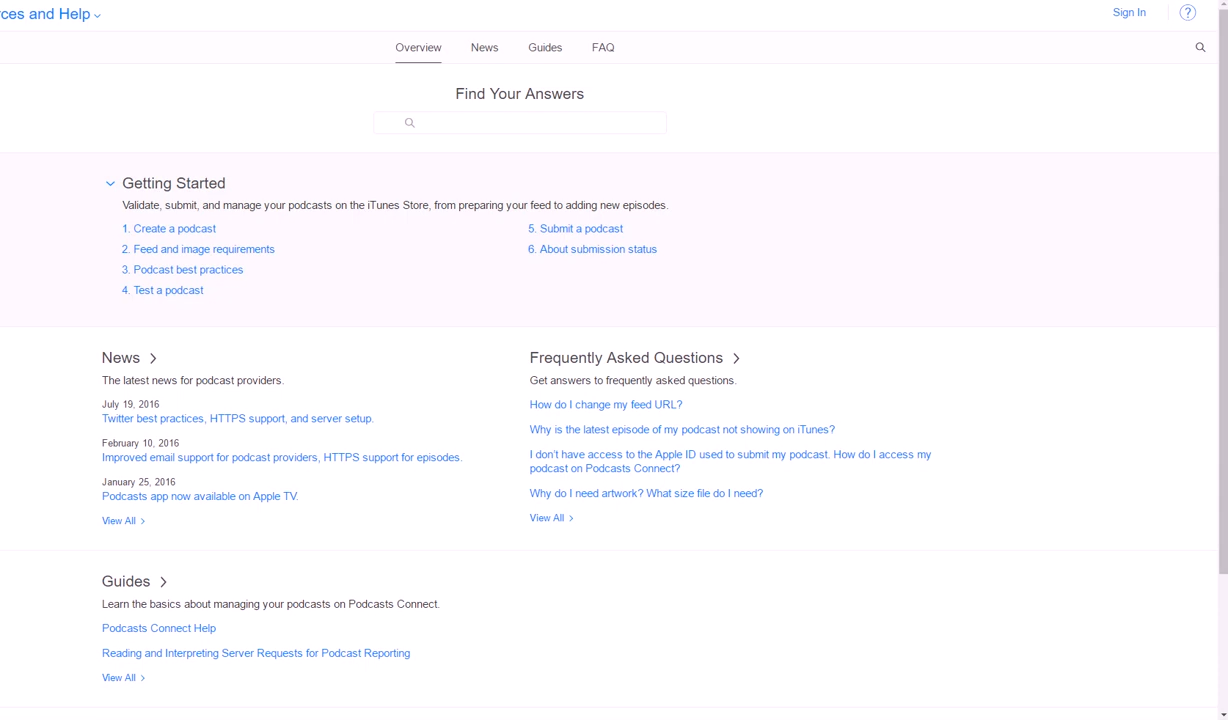 rces and Help
Sign In
?
Overview News Guides FAQ
Find Your Answers
Getting Started
Validate, submit, and manage your podcasts on the iTunes Store, from preparing your feed to adding new episodes.
1. Create a podcast
2. Feed and image requirements
3. Podcast best practices
4. Test a podcast
5. Submit a podcast
6. About submission status
News
The latest news for podcast providers.
July 19, 2016
Twitter best practices, HTTPS support, and server setup.
February 10, 2016
Improved email support for podcast providers, HTTPS support for episodes.
January 25, 2016
Podcasts app now available on Apple TV.
View All
Frequently Asked Questions
Get answers to frequently asked questions.
How do I change my feed URL?
Why is the latest episode of my podcast not showing on iTunes?
I don't have access to the Apple ID used to submit my podcast. How do I access my
podcast on Podcasts Connect?
Why do I need artwork? What size file do I need?
View All
Guides
Learn the basics about managing your podcasts on Podcasts Connect.
Podcasts Connect Help
Reading and Interpreting Server Requests for Podcast Reporting
View All